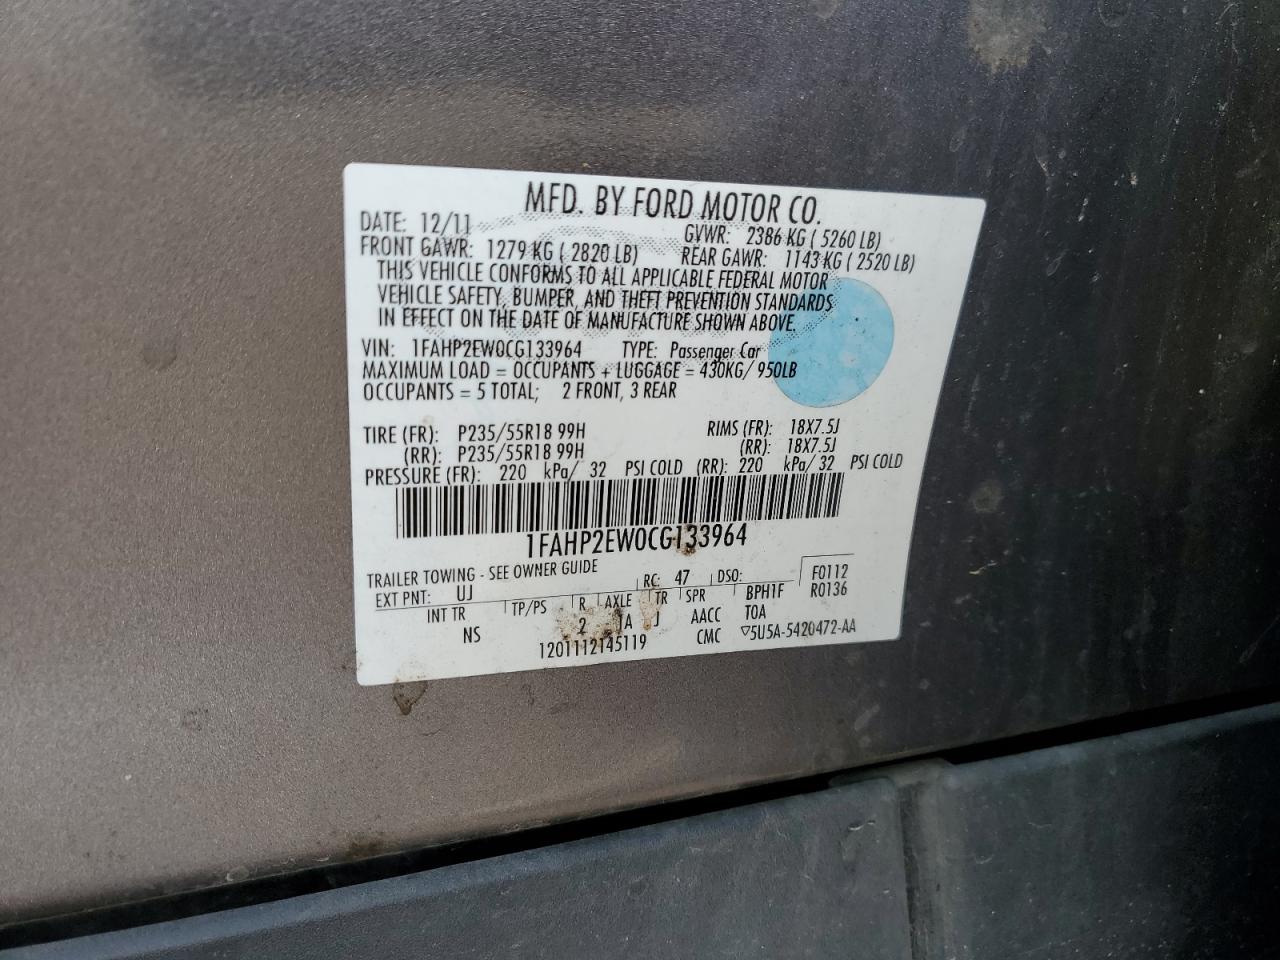 MFD. BY FORD MOTOR CO.
DATE: 12/11 GVWR: 2386 KG ( 5260 LB)
FRONT GAWR: 1279 KG ( 2820 LB) REAR GAWR: 1143 KG ( 2520 LB)
THIS VEHICLE CONFORMS TO ALL APPLICABLE FEDERAL MOTOR
VEHICLE SAFETY, BUMPER, AND THEFT PREVENTION STANDARDS
IN EFFECT ON THE DATE OF MANUFACTURE SHOWN ABOVE.
VIN: 1FAHP2EW0CG133964 TYPE: Passenger Car
MAXIMUM LOAD = OCCUPANTS + LUGGAGE = 430KG/ 950LB
OCCUPANTS = 5 TOTAL; 2 FRONT, 3 REAR
TIRE (FR): P235/55R18 99H RIMS (FR): 18X7.5J
(RR): P235/55R18 99H (RR): 18X7.5J
PRESSURE (FR): 220 kPa/ 32 PSI COLD (RR): 220 kPa/ 32 PSI COLD
1FAHP2EW0CG133964
TRAILER TOWING - SEE OWNER GUIDE
EXT PNT: UJ RC: 47 DSO: F0112
INT TR TP/PS R AXLE TR SPR BPH1F R0136
NS 2 1A J AACC TOA
1201112145119 CMC ▽5U5A-5420472-AA